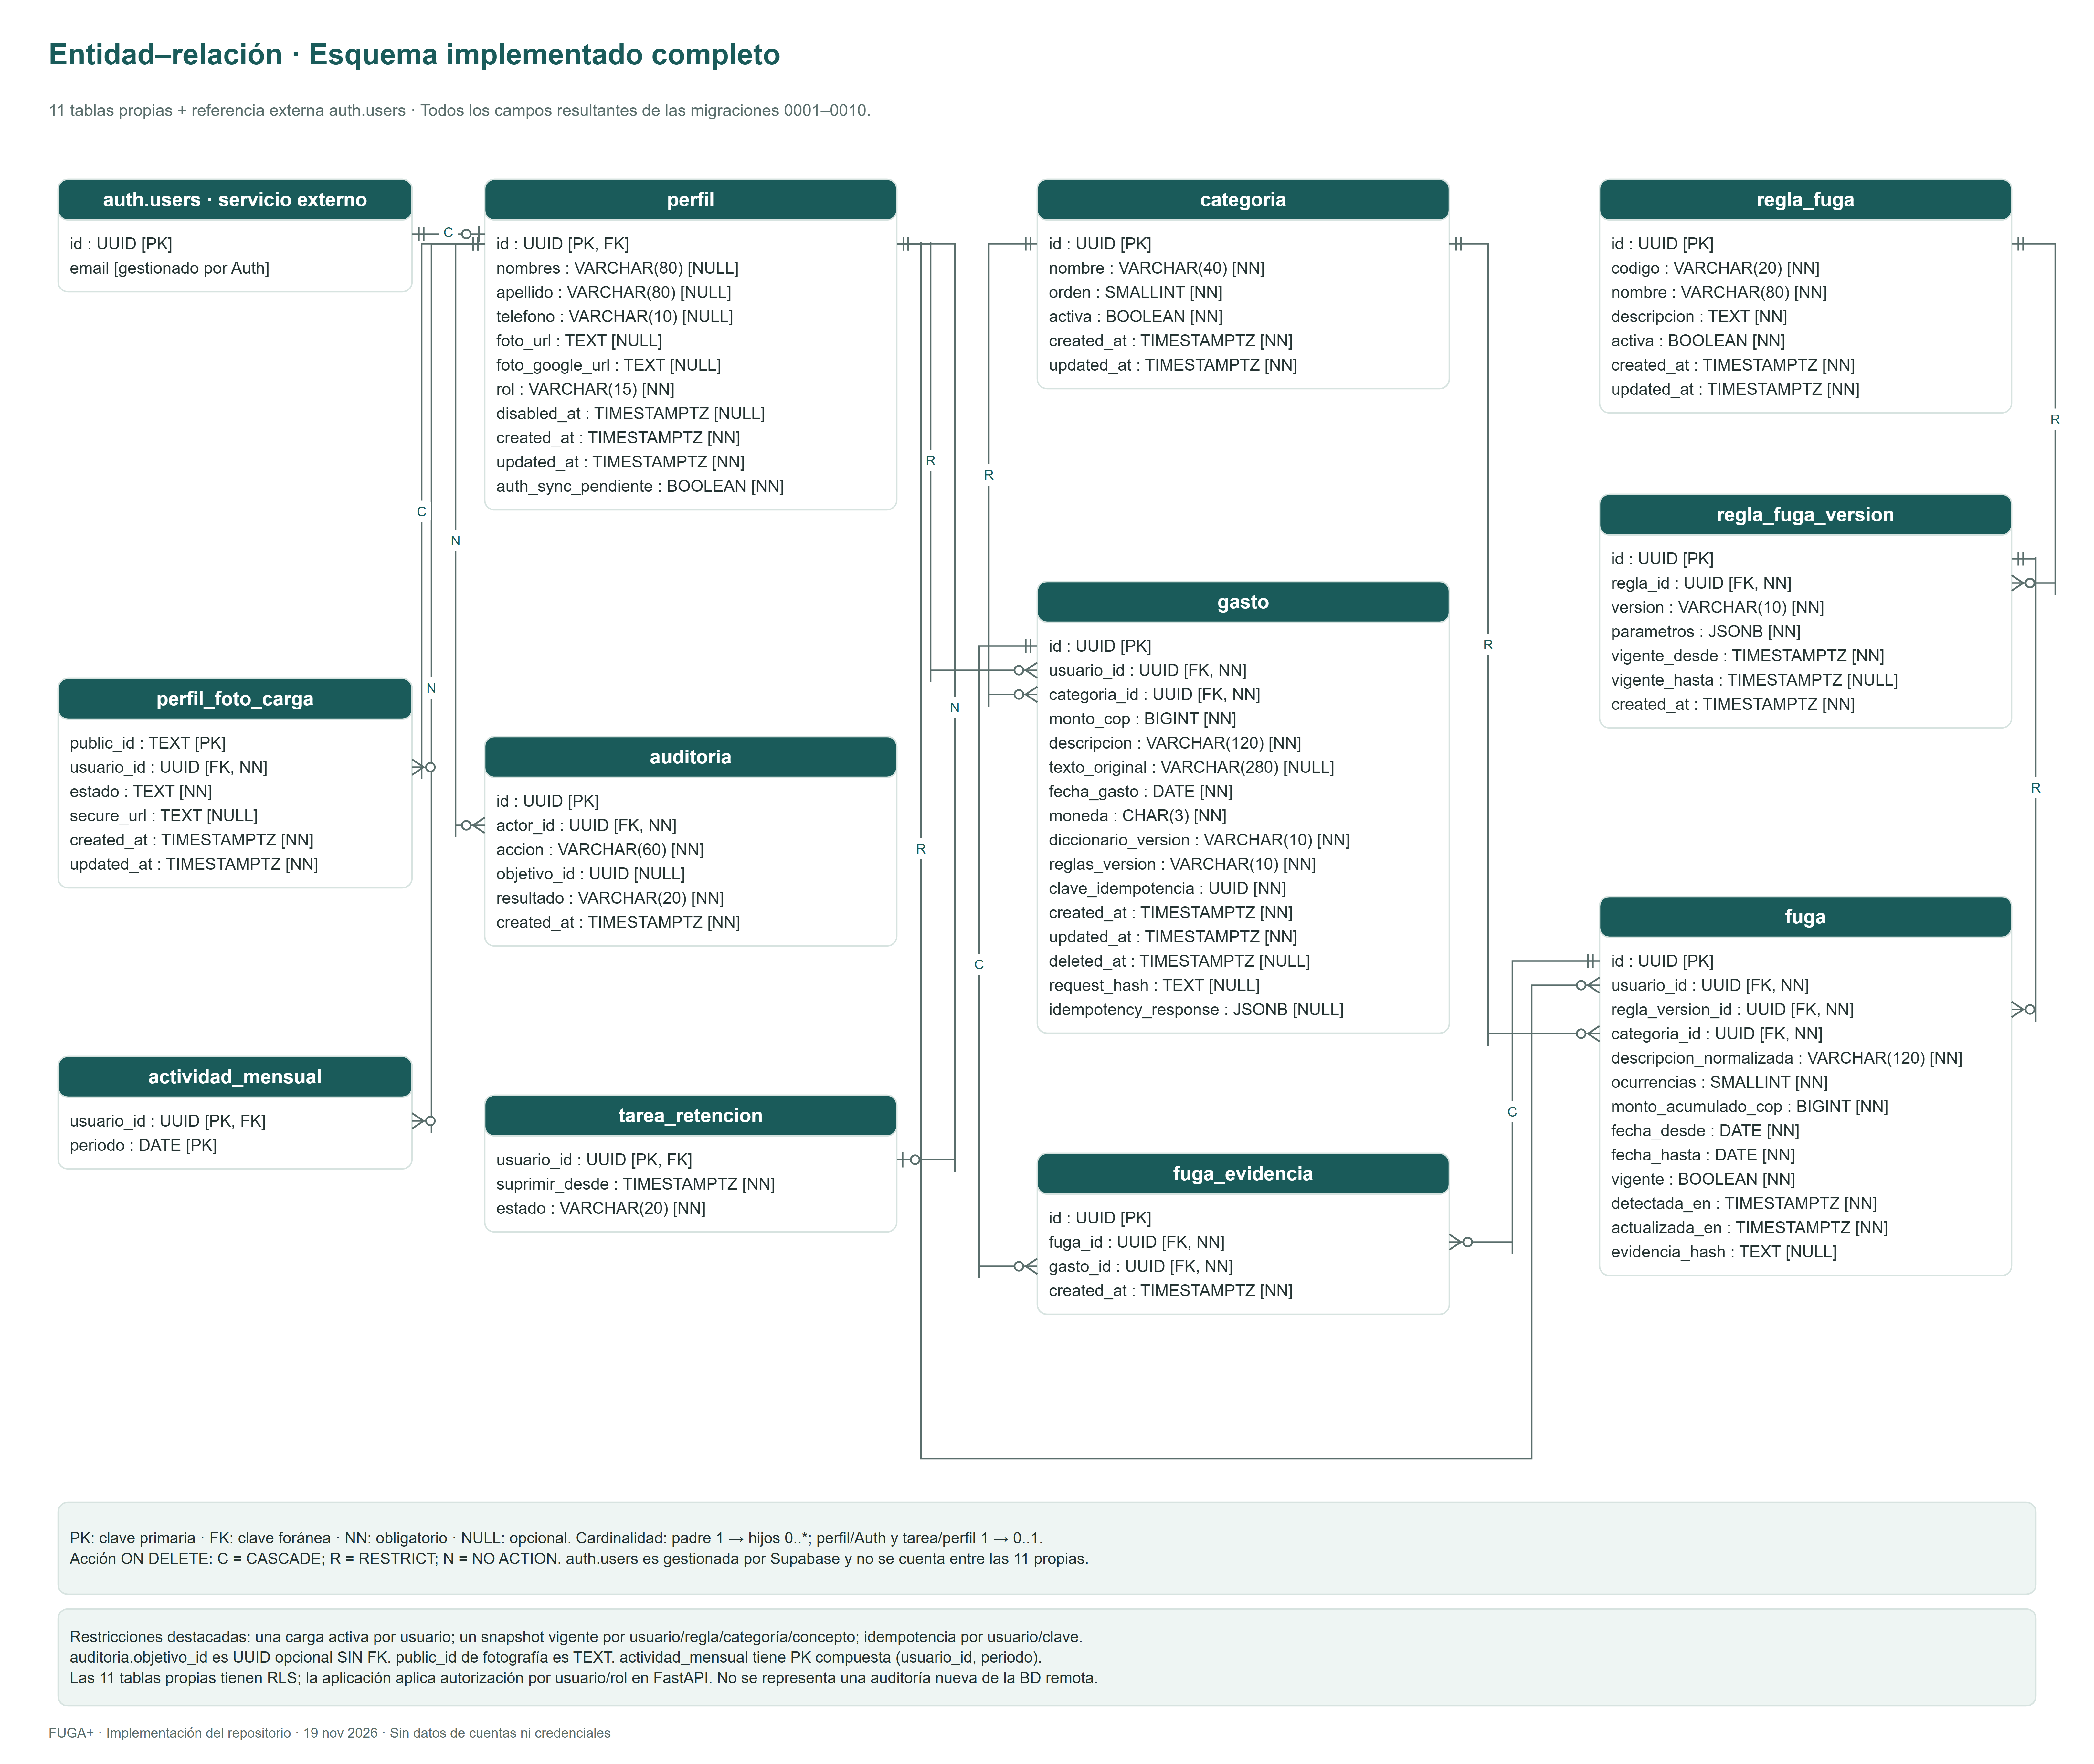 Entidad–relación · Esquema implementado completo
11 tablas propias + referencia externa auth.users · Todos los campos resultantes de las migraciones 0001–0010.
auth.users · servicio externo
id : UUID [PK]
email [gestionado por Auth]
perfil
id : UUID [PK, FK]
nombres : VARCHAR(80) [NULL]
apellido : VARCHAR(80) [NULL]
telefono : VARCHAR(10) [NULL]
foto_url : TEXT [NULL]
foto_google_url : TEXT [NULL]
rol : VARCHAR(15) [NN]
disabled_at : TIMESTAMPTZ [NULL]
created_at : TIMESTAMPTZ [NN]
updated_at : TIMESTAMPTZ [NN]
auth_sync_pendiente : BOOLEAN [NN]
categoria
id : UUID [PK]
nombre : VARCHAR(40) [NN]
orden : SMALLINT [NN]
activa : BOOLEAN [NN]
created_at : TIMESTAMPTZ [NN]
updated_at : TIMESTAMPTZ [NN]
regla_fuga
id : UUID [PK]
codigo : VARCHAR(20) [NN]
nombre : VARCHAR(80) [NN]
descripcion : TEXT [NN]
activa : BOOLEAN [NN]
created_at : TIMESTAMPTZ [NN]
updated_at : TIMESTAMPTZ [NN]
C
R
R
R
C
N
regla_fuga_version
id : UUID [PK]
regla_id : UUID [FK, NN]
version : VARCHAR(10) [NN]
parametros : JSONB [NN]
vigente_desde : TIMESTAMPTZ [NN]
vigente_hasta : TIMESTAMPTZ [NULL]
created_at : TIMESTAMPTZ [NN]
gasto
id : UUID [PK]
usuario_id : UUID [FK, NN]
categoria_id : UUID [FK, NN]
monto_cop : BIGINT [NN]
descripcion : VARCHAR(120) [NN]
texto_original : VARCHAR(280) [NULL]
fecha_gasto : DATE [NN]
moneda : CHAR(3) [NN]
diccionario_version : VARCHAR(10) [NN]
reglas_version : VARCHAR(10) [NN]
clave_idempotencia : UUID [NN]
created_at : TIMESTAMPTZ [NN]
updated_at : TIMESTAMPTZ [NN]
deleted_at : TIMESTAMPTZ [NULL]
request_hash : TEXT [NULL]
idempotency_response : JSONB [NULL]
R
N
N
R
R
C
C
perfil_foto_carga
public_id : TEXT [PK]
usuario_id : UUID [FK, NN]
estado : TEXT [NN]
secure_url : TEXT [NULL]
created_at : TIMESTAMPTZ [NN]
updated_at : TIMESTAMPTZ [NN]
auditoria
id : UUID [PK]
actor_id : UUID [FK, NN]
accion : VARCHAR(60) [NN]
objetivo_id : UUID [NULL]
resultado : VARCHAR(20) [NN]
created_at : TIMESTAMPTZ [NN]
fuga
id : UUID [PK]
usuario_id : UUID [FK, NN]
regla_version_id : UUID [FK, NN]
categoria_id : UUID [FK, NN]
descripcion_normalizada : VARCHAR(120) [NN]
ocurrencias : SMALLINT [NN]
monto_acumulado_cop : BIGINT [NN]
fecha_desde : DATE [NN]
fecha_hasta : DATE [NN]
vigente : BOOLEAN [NN]
detectada_en : TIMESTAMPTZ [NN]
actualizada_en : TIMESTAMPTZ [NN]
evidencia_hash : TEXT [NULL]
actividad_mensual
usuario_id : UUID [PK, FK]
periodo : DATE [PK]
tarea_retencion
usuario_id : UUID [PK, FK]
suprimir_desde : TIMESTAMPTZ [NN]
estado : VARCHAR(20) [NN]
fuga_evidencia
id : UUID [PK]
fuga_id : UUID [FK, NN]
gasto_id : UUID [FK, NN]
created_at : TIMESTAMPTZ [NN]
PK: clave primaria · FK: clave foránea · NN: obligatorio · NULL: opcional. Cardinalidad: padre 1 → hijos 0..*; perfil/Auth y tarea/perfil 1 → 0..1.
Acción ON DELETE: C = CASCADE; R = RESTRICT; N = NO ACTION. auth.users es gestionada por Supabase y no se cuenta entre las 11 propias.
Restricciones destacadas: una carga activa por usuario; un snapshot vigente por usuario/regla/categoría/concepto; idempotencia por usuario/clave.
auditoria.objetivo_id es UUID opcional SIN FK. public_id de fotografía es TEXT. actividad_mensual tiene PK compuesta (usuario_id, periodo).
Las 11 tablas propias tienen RLS; la aplicación aplica autorización por usuario/rol en FastAPI. No se representa una auditoría nueva de la BD remota.
FUGA+ · Implementación del repositorio · 19 nov 2026 · Sin datos de cuentas ni credenciales